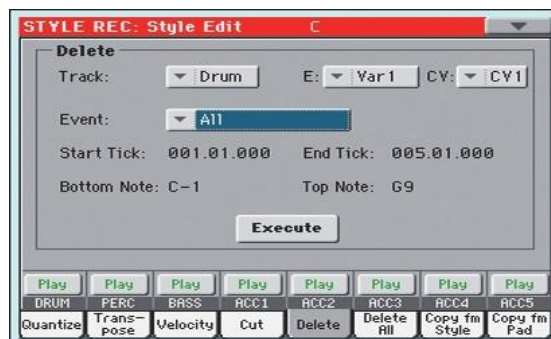 STYLE REC: Style Edit C
Delete
Track: Drum E: Var1 CV: CV1
Event: All
Start Tick: 001.01.000 End Tick: 005.01.000
Bottom Note: C-1 Top Note: G9
Execute
Play Play Play Play Play Play Play Play
DRUM PERC BASS ACC1 ACC2 ACC3 ACC4 ACC5
Quantize Trans-pose Velocity Cut Delete Delete All Copy fm Style Copy fm Pad